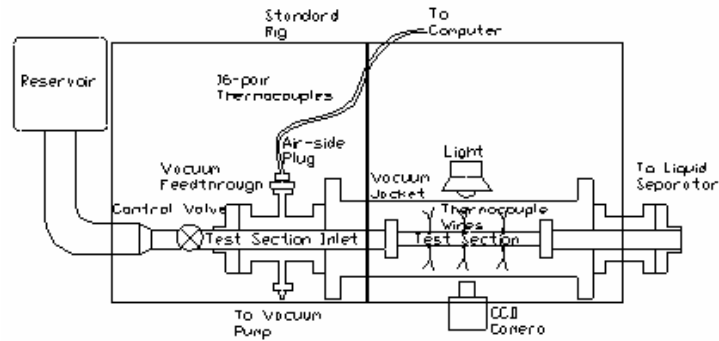 Standard
Rig
To
Computer
Reservoir
16-pair
Thermocouples
Air-side
Plug
Vacuum
Feedthrough
Light
Vacuum
Jacket
To Liquid
Separator
Control Valve
Thermocouple
Wires
Test Section Inlet
Test Section
To Vacuum
Pump
CCD
Camera